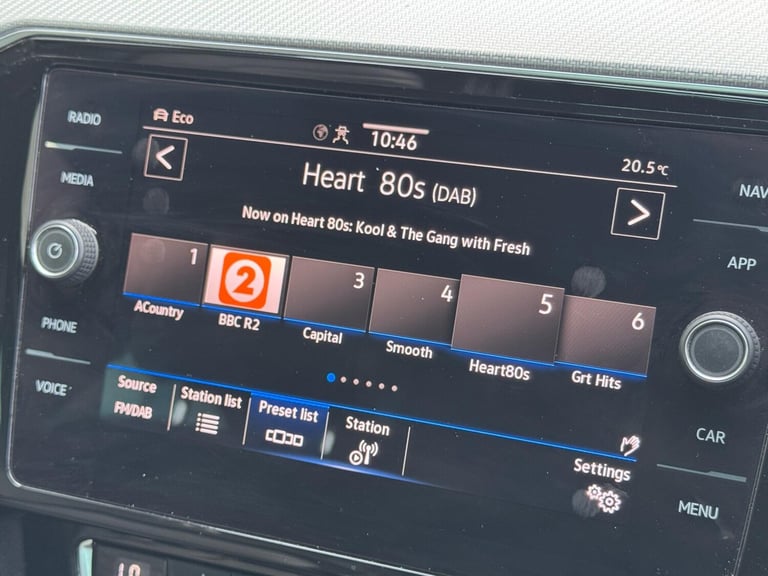 RADIO
Eco
10:46
20.5°C
MEDIA
<
Heart 80s (DAB)
>
NAV
Now on Heart 80s: Kool & The Gang with Fresh
APP
1
2
3
4
5
6
ACountry
BBC R2
Capital
Smooth
Heart80s
Grt Hits
PHONE
VOICE
Source
FM/DAB
Station list
Preset list
Station
Settings
CAR
MENU